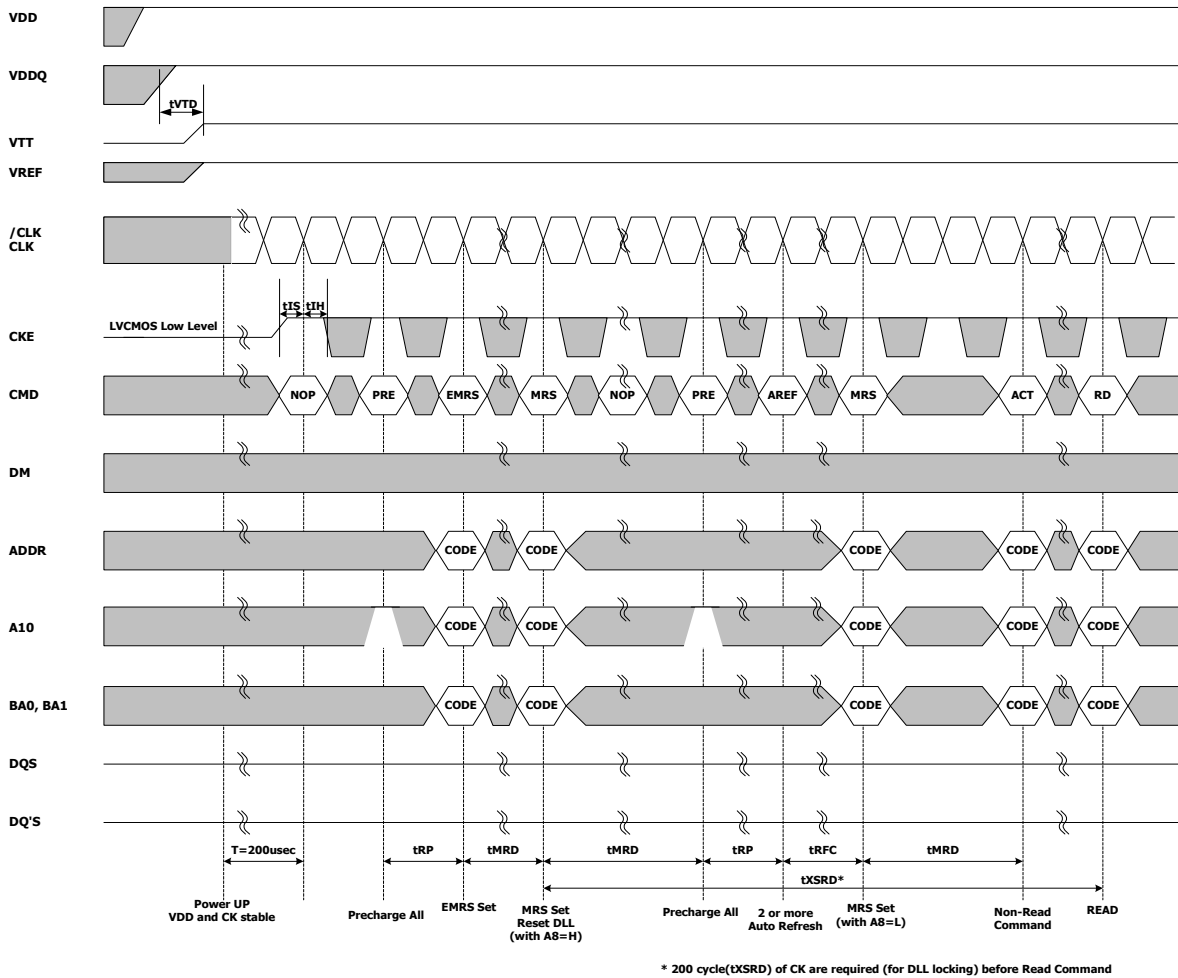 VDD
VDDQ
tVTD
VTT
VREF
/CLK
CLK
tIS tIH
LVCMOS Low Level
CKE
CMD NOP PRE EMRS MRS NOP PRE AREF MRS ACT RD
DM
ADDR CODE CODE CODE CODE CODE
A10 CODE CODE CODE CODE CODE
BA0, BA1 CODE CODE CODE CODE CODE
DQS
DQ'S
T=200usec tRP tMRD tMRD tRP tRFC tMRD
tXSRD*
Power UP
VDD and CK stable
Precharge All
EMRS Set
MRS Set
Reset DLL
(with A8=H)
Precharge All
2 or more
Auto Refresh
MRS Set
(with A8=L)
Non-Read
Command
READ
* 200 cycle(tXSRD) of CK are required (for DLL locking) before Read Command